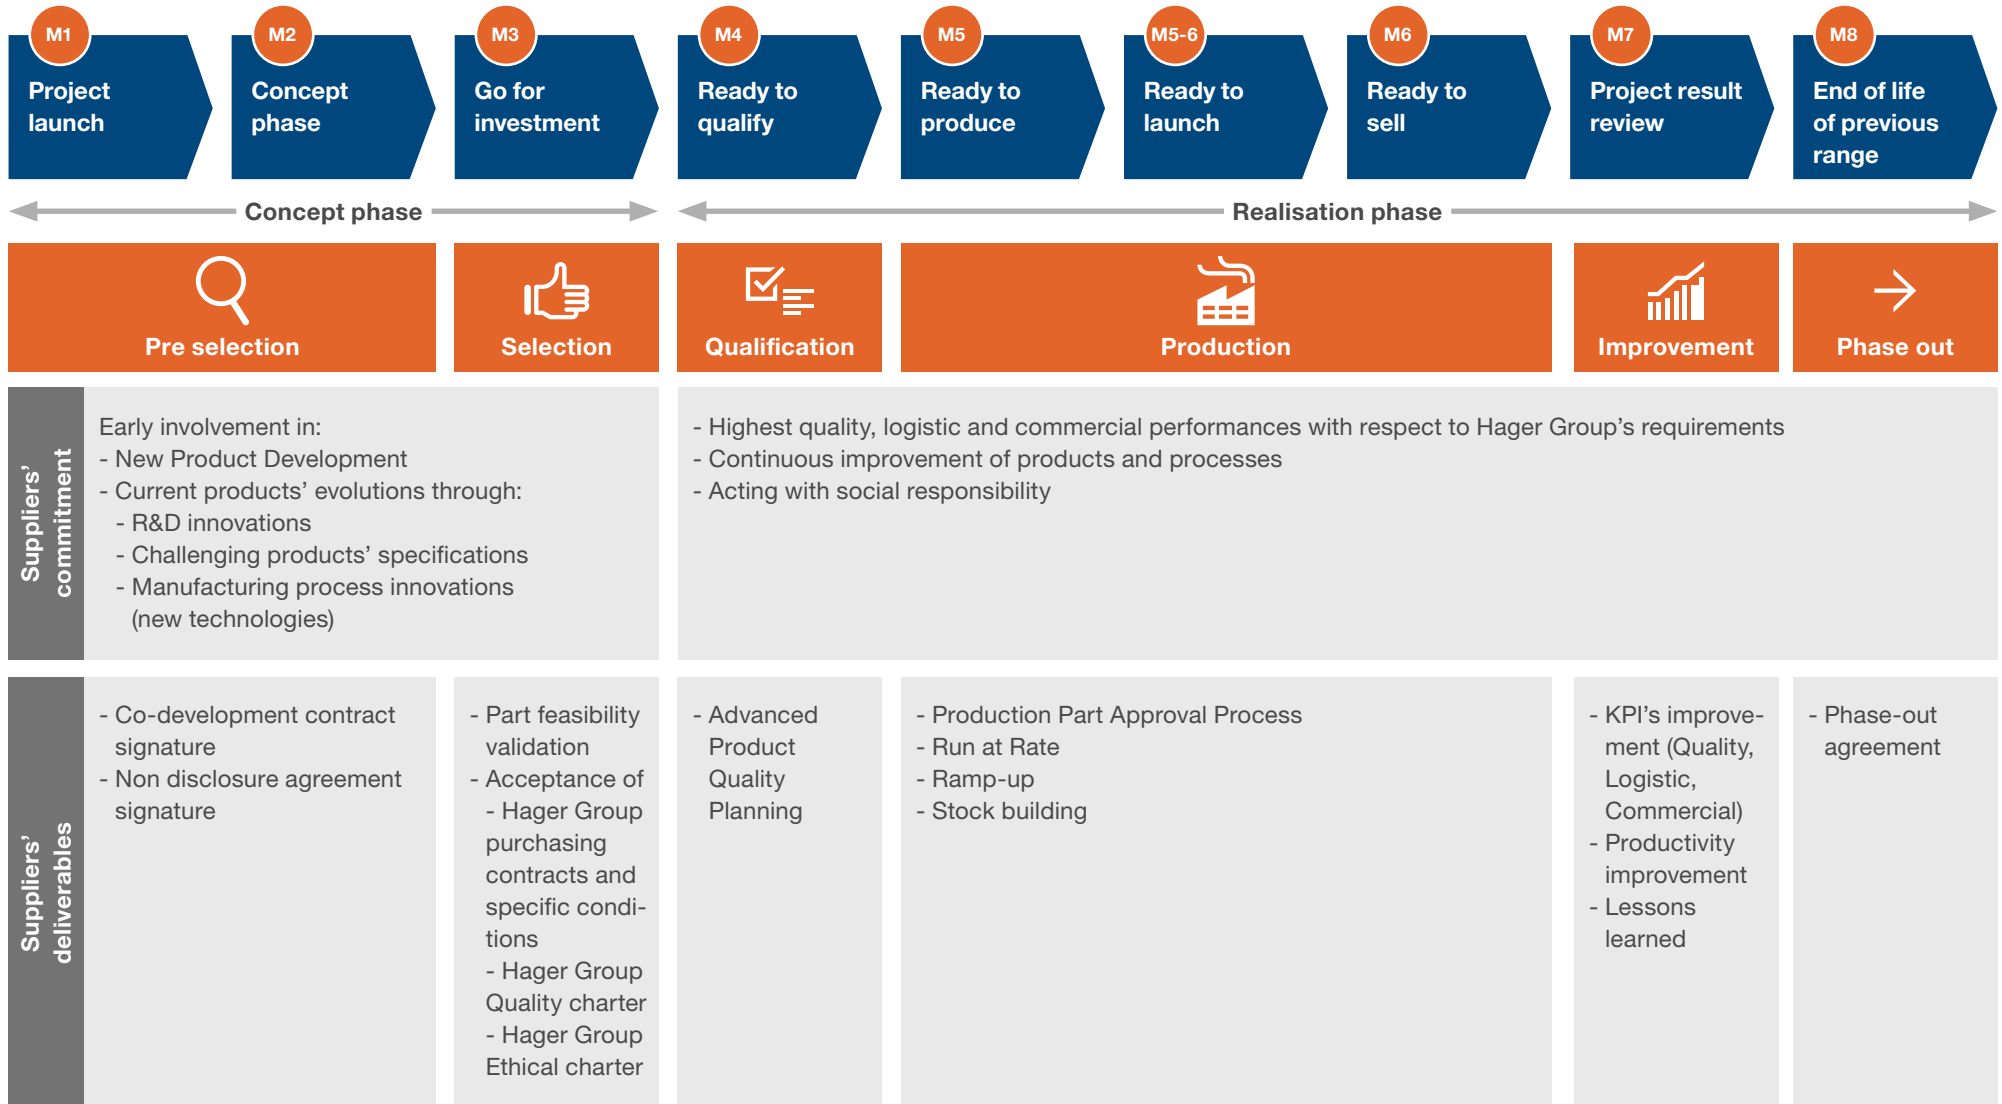 M1
Project
launch
M2
Concept
phase
M3
Go for
investment
M4
Ready to
qualify
M5
Ready to
produce
M5-6
Ready to
launch
M6
Ready to
sell
M7
Project result
review
M8
End of life
of previous
range
Concept phase
Realisation phase
Pre selection
Selection
Qualification
Production
Improvement
Phase out
Suppliers’
commitment
Early involvement in:
- New Product Development
- Current products’ evolutions through:
- R&D innovations
- Challenging products’ specifications
- Manufacturing process innovations
(new technologies)
- Highest quality, logistic and commercial performances with respect to Hager Group’s requirements
- Continuous improvement of products and processes
- Acting with social responsibility
Suppliers’
deliverables
- Co-development contract
signature
- Non disclosure agreement
signature
- Part feasibility
validation
- Acceptance of
- Hager Group
purchasing
contracts and
specific condi-
tions
- Hager Group
Quality charter
- Hager Group
Ethical charter
- Advanced
Product
Quality
Planning
- Production Part Approval Process
- Run at Rate
- Ramp-up
- Stock building
- KPI’s improve-
ment (Quality,
Logistic,
Commercial)
- Productivity
improvement
- Lessons
learned
- Phase-out
agreement